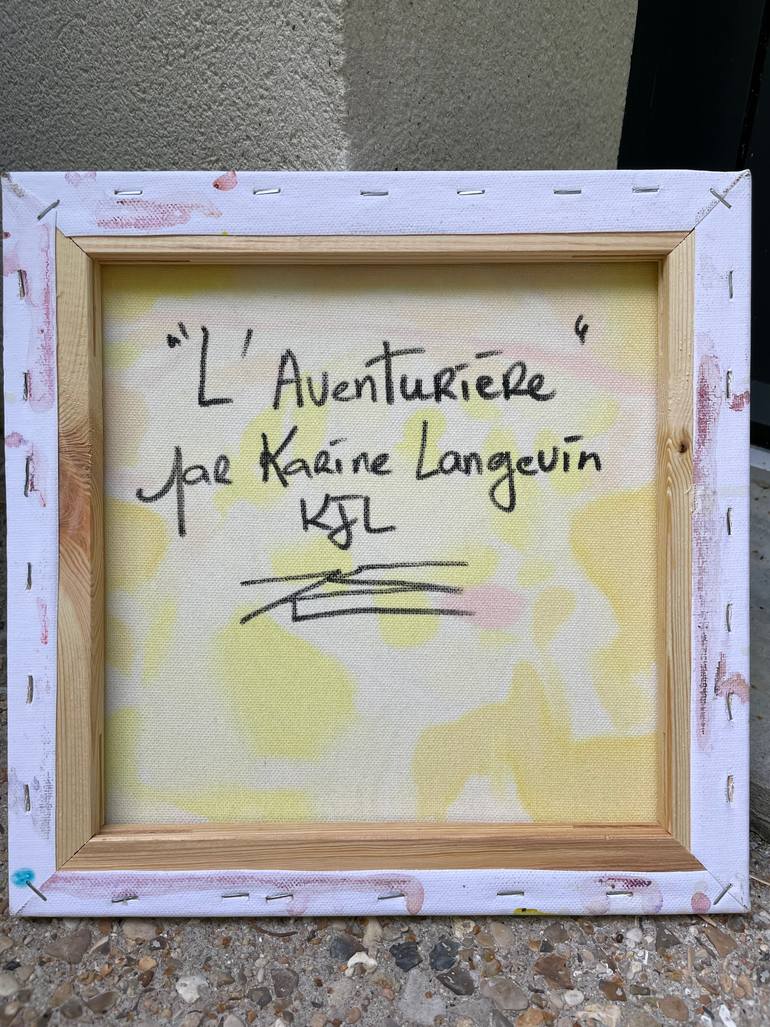 "L'Aventurière"
par Karine Langevin
KJL